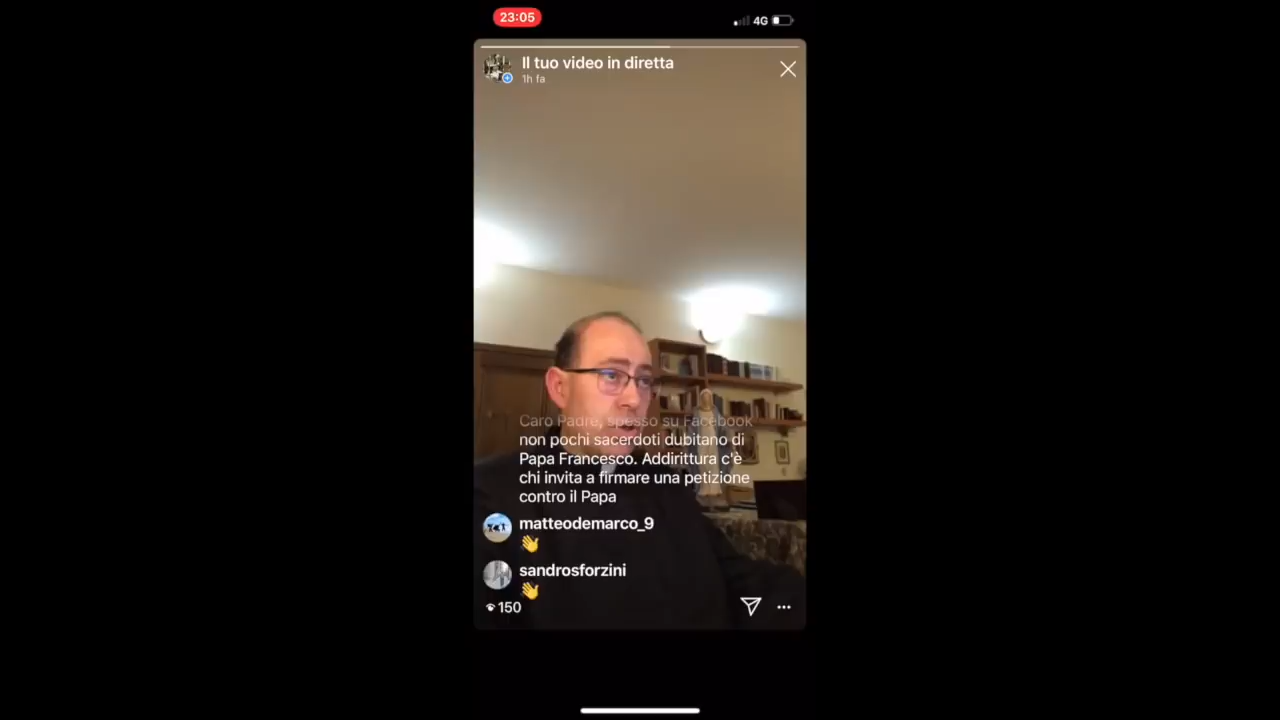 23:05
4G
Il tuo video in diretta
1h fa
Caro Padre, spesso su Facebook
non pochi sacerdoti dubitano di
Papa Francesco. Addirittura c'è
chi invita a firmare una petizione
contro il Papa
matteodemarco_9
👋
sandrosforzini
👋
150